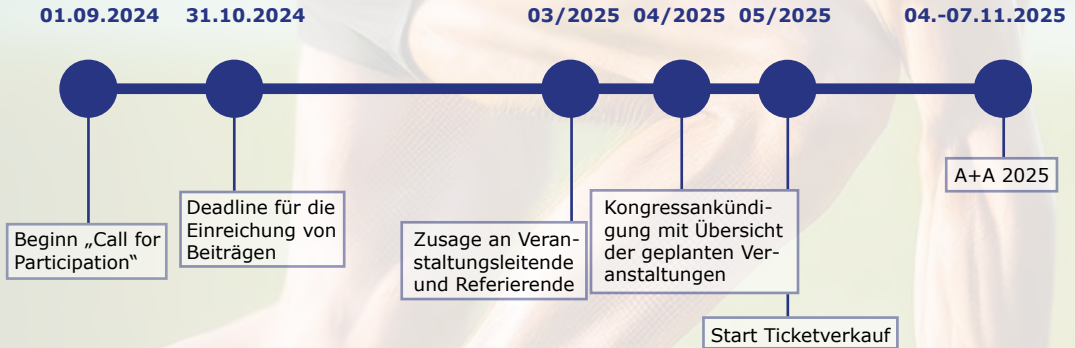 01.09.2024 31.10.2024 03/2025 04/2025 05/2025 04.-07.11.2025
Beginn „Call for
Participation“
Deadline für die
Einreichung von
Beiträgen
Zusage an Veran-
staltungsleitende
und Referierende
Kongressankündi-
gung mit Übersicht
der geplanten Ver-
anstaltungen
Start Ticketverkauf
A+A 2025